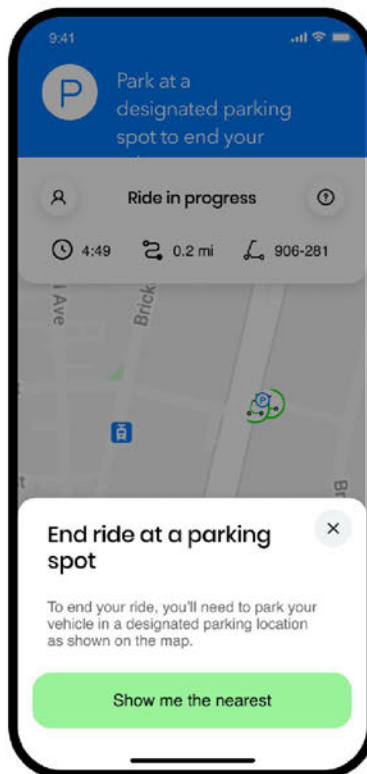 9:41
P
Park at a
designated parking
spot to end your
Ride in progress
4:49
0.2 mi
906-281
l Ave
Brick
P
Br
End ride at a parking
spot
To end your ride, you'll need to park your
vehicle in a designated parking location
as shown on the map.
Show me the nearest